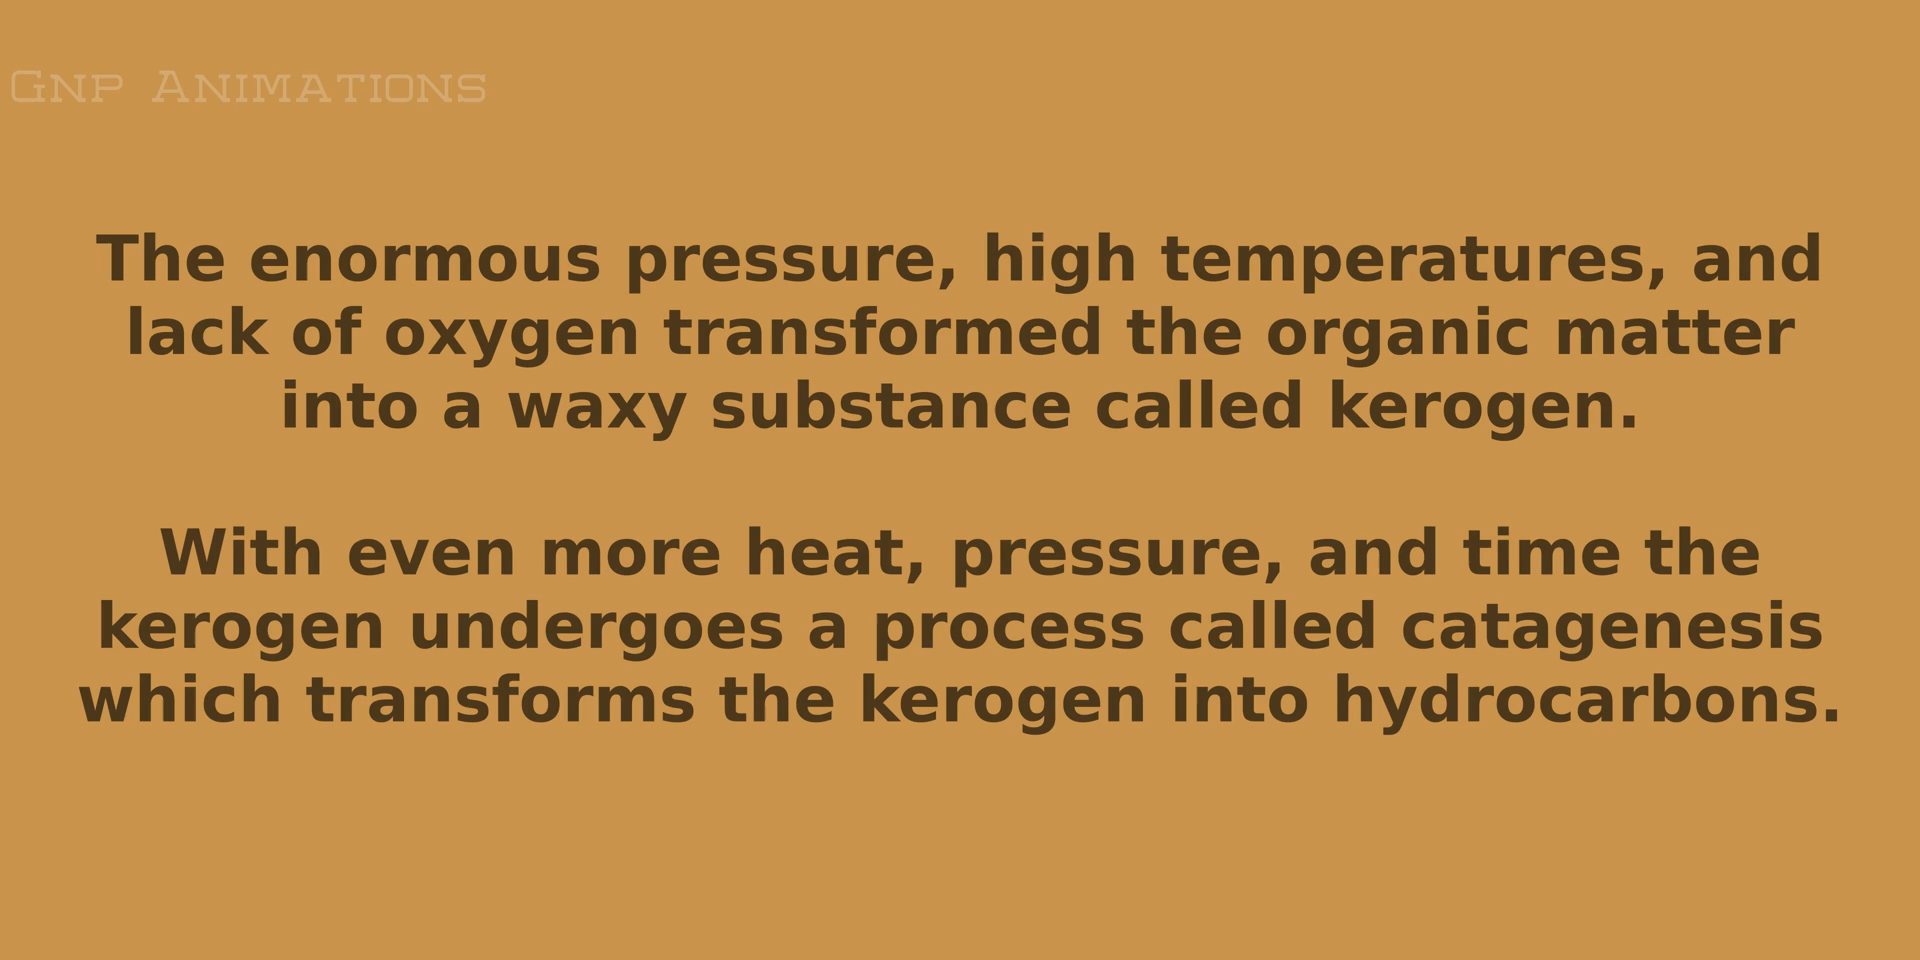 Gnp Animations
The enormous pressure, high temperatures, and
lack of oxygen transformed the organic matter
into a waxy substance called kerogen.
With even more heat, pressure, and time the
kerogen undergoes a process called catagenesis
which transforms the kerogen into hydrocarbons.